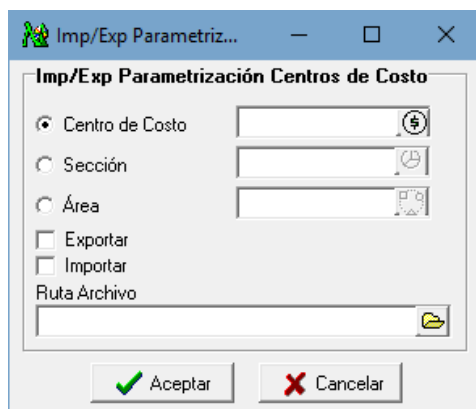 Imp/Exp Parametriz...
Imp/Exp Parametrización Centros de Costo
Centro de Costo
Sección
Área
Exportar
Importar
Ruta Archivo
Aceptar
Cancelar